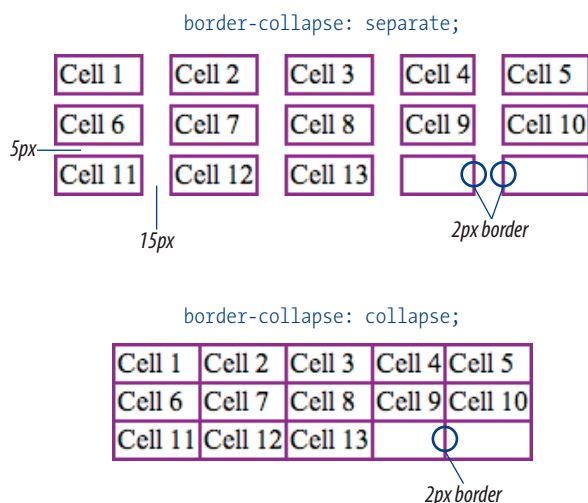 border-collapse: separate;
Cell 1 Cell 2 Cell 3 Cell 4 Cell 5
Cell 6 Cell 7 Cell 8 Cell 9 Cell 10
5px
Cell 11 Cell 12 Cell 13
15px
2px border
border-collapse: collapse;
Cell 1 Cell 2 Cell 3 Cell 4 Cell 5
Cell 6 Cell 7 Cell 8 Cell 9 Cell 10
Cell 11 Cell 12 Cell 13
2px border